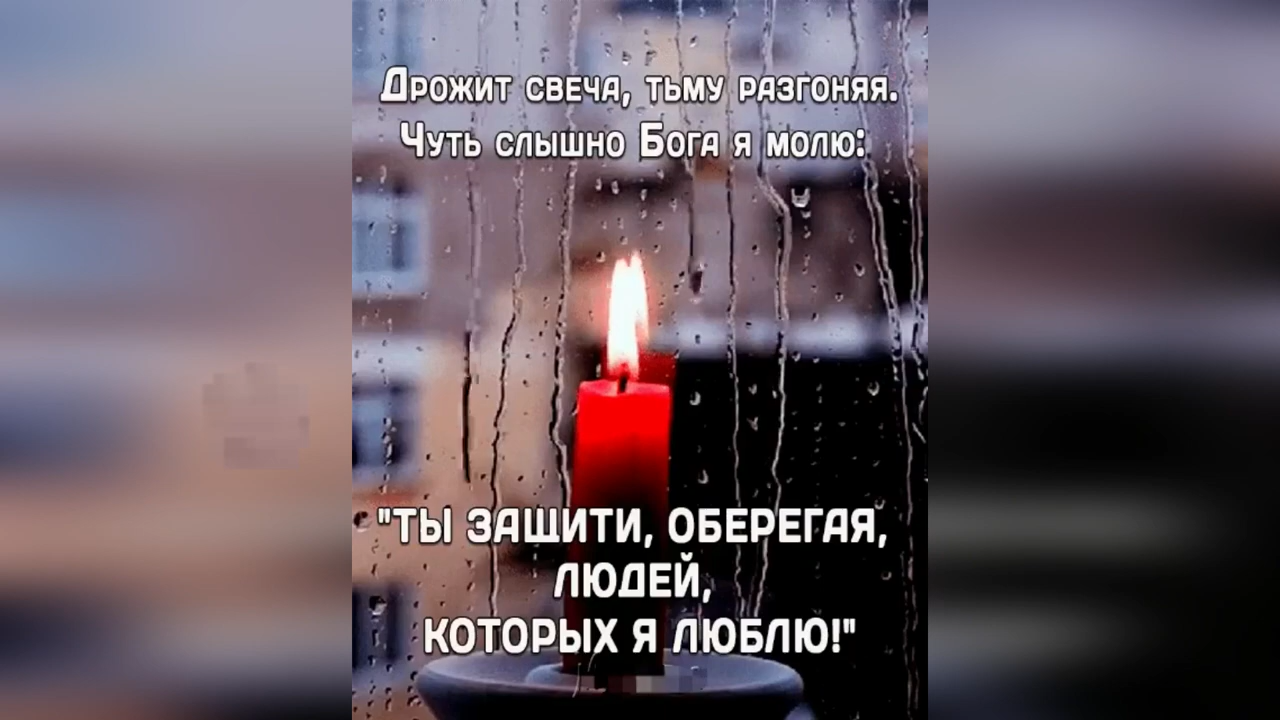 Дрожит свеча, тьму разгоняя.
Чуть слышно Бога я молю:
"ТЫ ЗАЩИТИ, ОБЕРЕГАЯ,
ЛЮДЕЙ,
КОТОРЫХ Я ЛЮБЛЮ!"